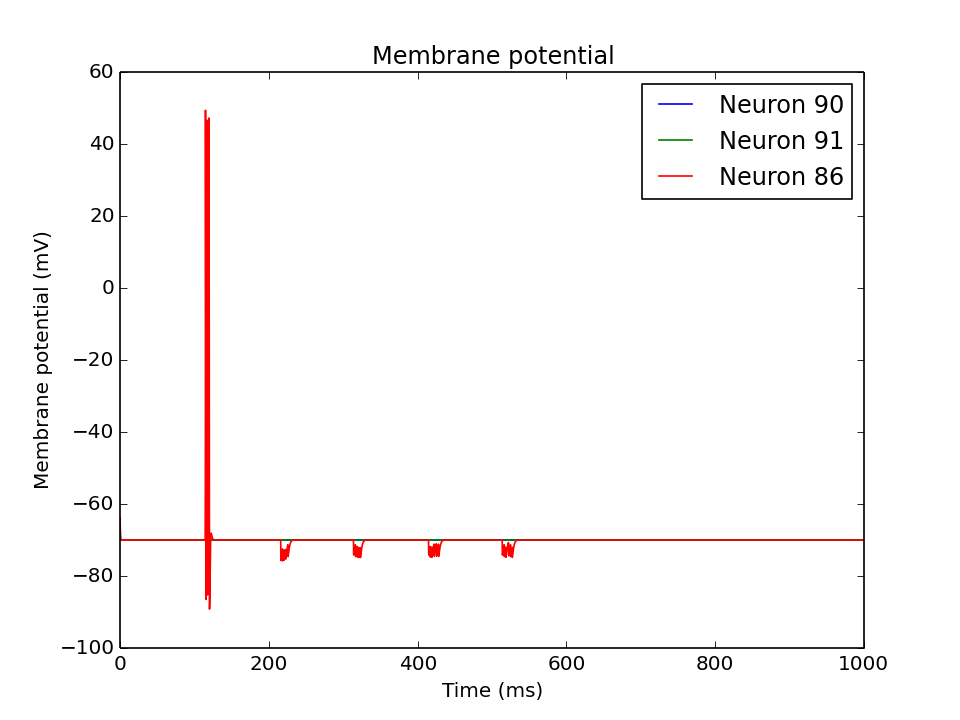 Membrane potential
Neuron 90
Neuron 91
Neuron 86
60
40
20
0
−20
−40
−60
−80
−100
Membrane potential (mV)
0 200 400 600 800 1000
Time (ms)